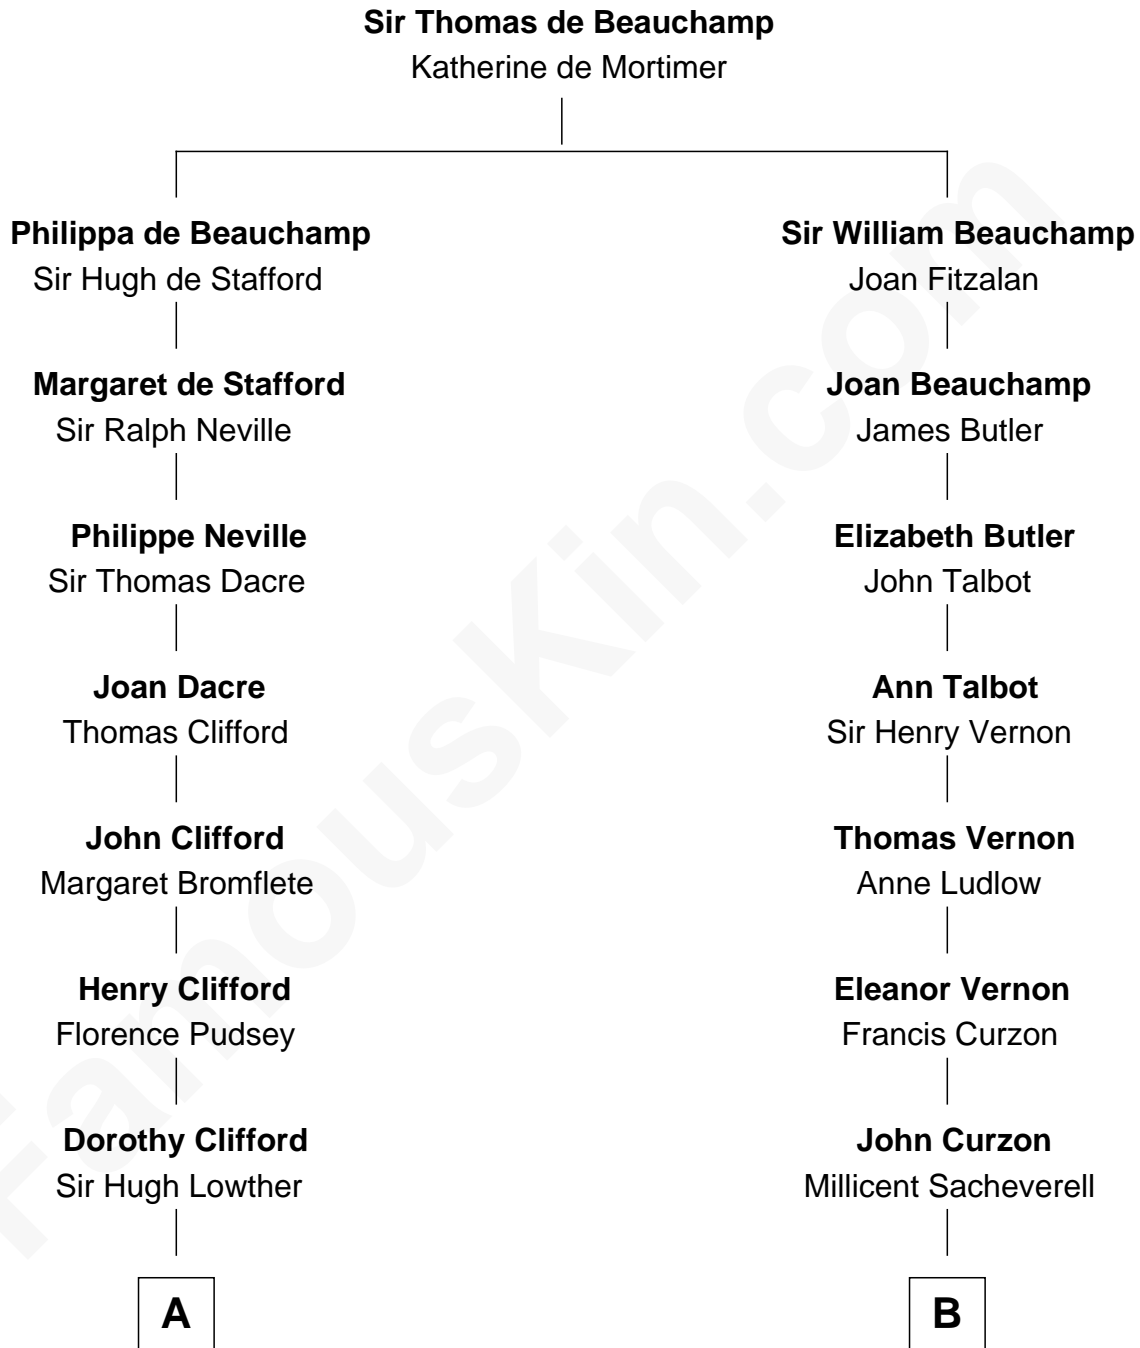 Sir Thomas de Beauchamp
Katherine de Mortimer
Philippa de Beauchamp
Sir Hugh de Stafford
Sir William Beauchamp
Joan Fitzalan
Margaret de Stafford
Sir Ralph Neville
Joan Beauchamp
James Butler
Philippe Neville
Sir Thomas Dacre
Elizabeth Butler
John Talbot
Joan Dacre
Thomas Clifford
Ann Talbot
Sir Henry Vernon
John Clifford
Margaret Bromflete
Thomas Vernon
Anne Ludlow
Henry Clifford
Florence Pudsey
Eleanor Vernon
Francis Curzon
Dorothy Clifford
Sir Hugh Lowther
John Curzon
Millicent Sacheverell
A
B
FamousKin.com